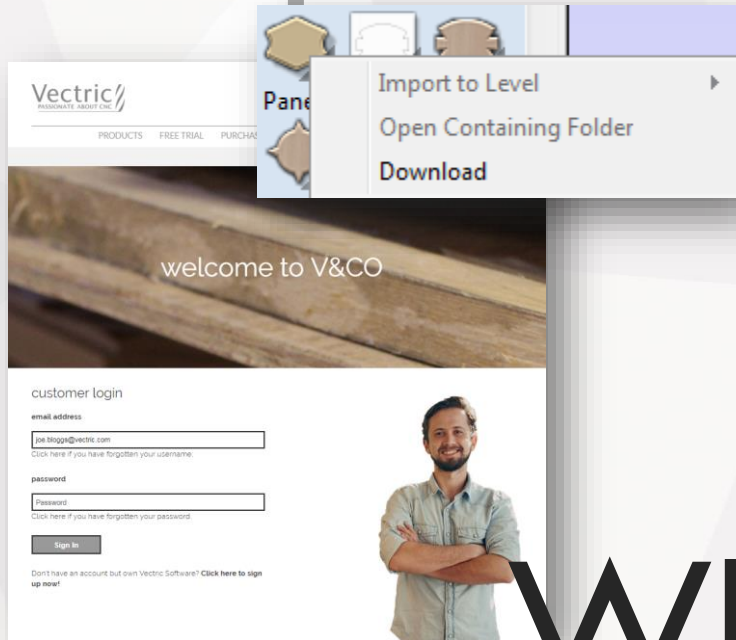 Vectric
PASSIONATE ABOUT CNC
PRODUCTS FREE TRIAL
Import to Level
Open Containing Folder
Download
welcome to V&CO
customer login
email address
joe.bloggs@vectric.com
Click here if you have forgotten your username.
password
Password
Click here if you have forgotten your password.
Sign In
Don't have an account but own Vectric Software? Click here to sign
up now!